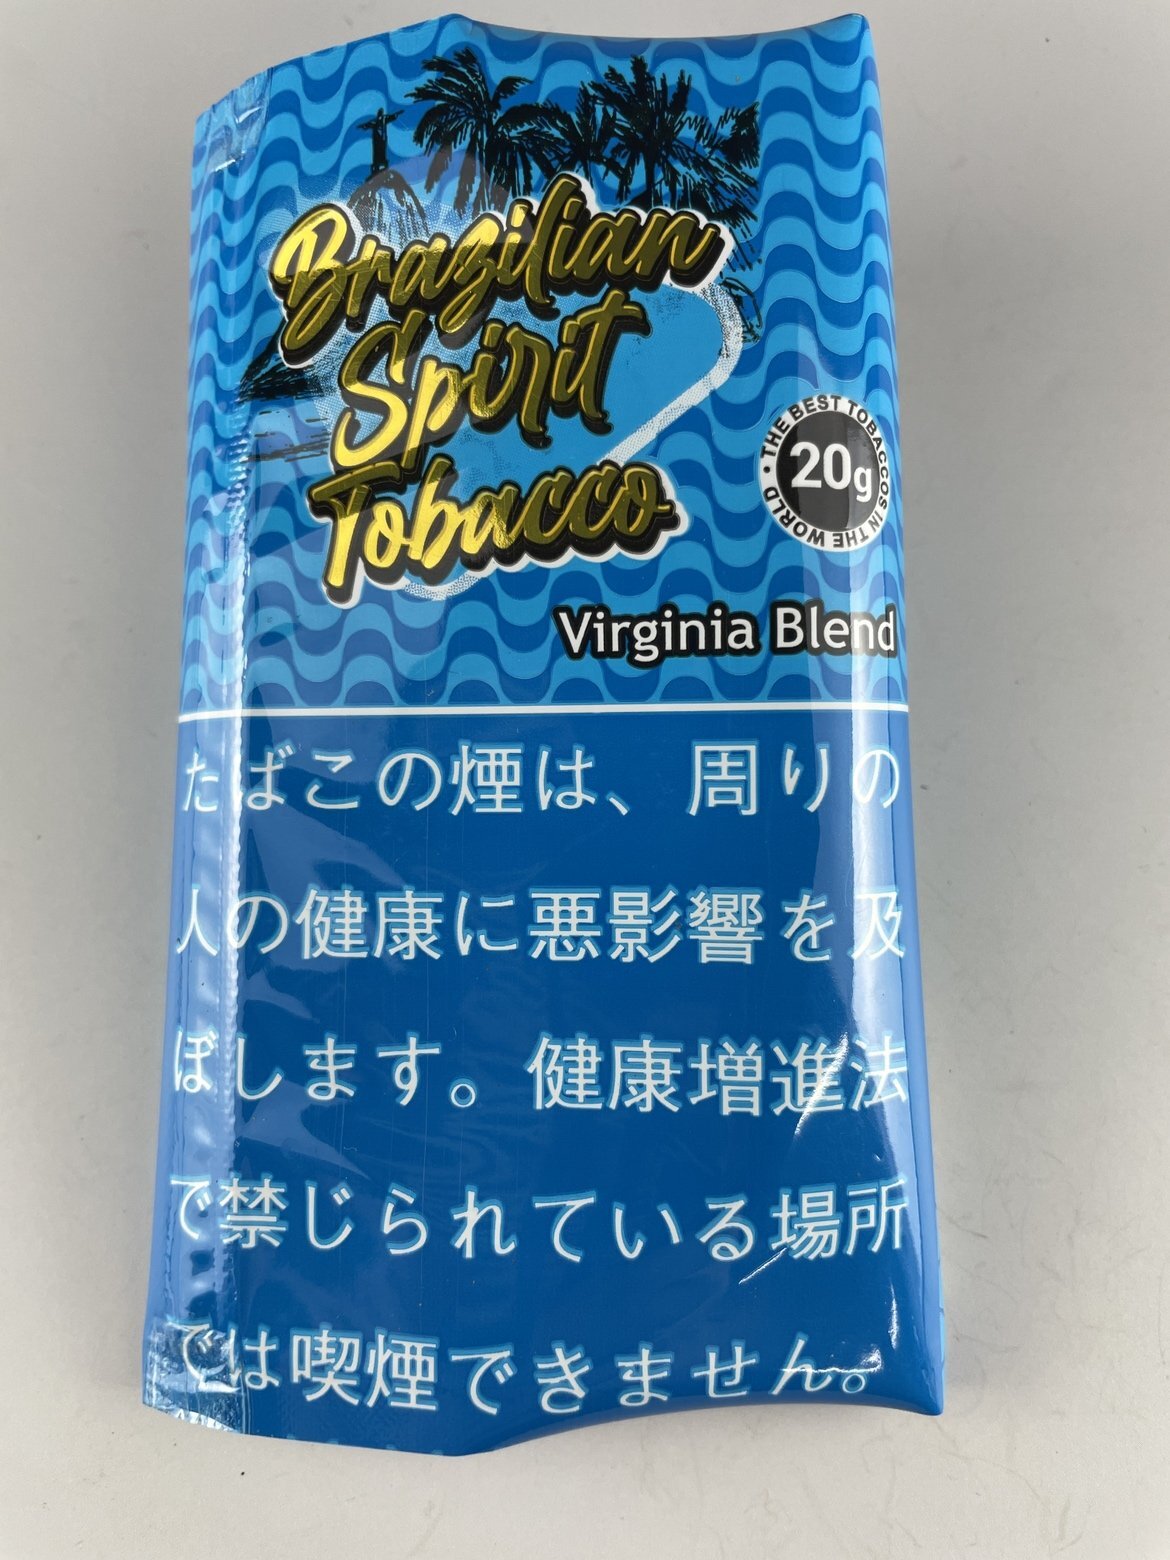 Brazilian
Spirit
Tobacco
THE BEST TOBACCOS IN THE WORLD •
20g
Virginia Blend
たばこの煙は、周りの
人の健康に悪影響を及
ぼします。健康増進法
で禁じられている場所
では喫煙できません。